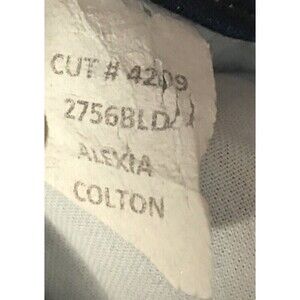 CUT # 4209
2756BLD
ALEXIA
COLTON